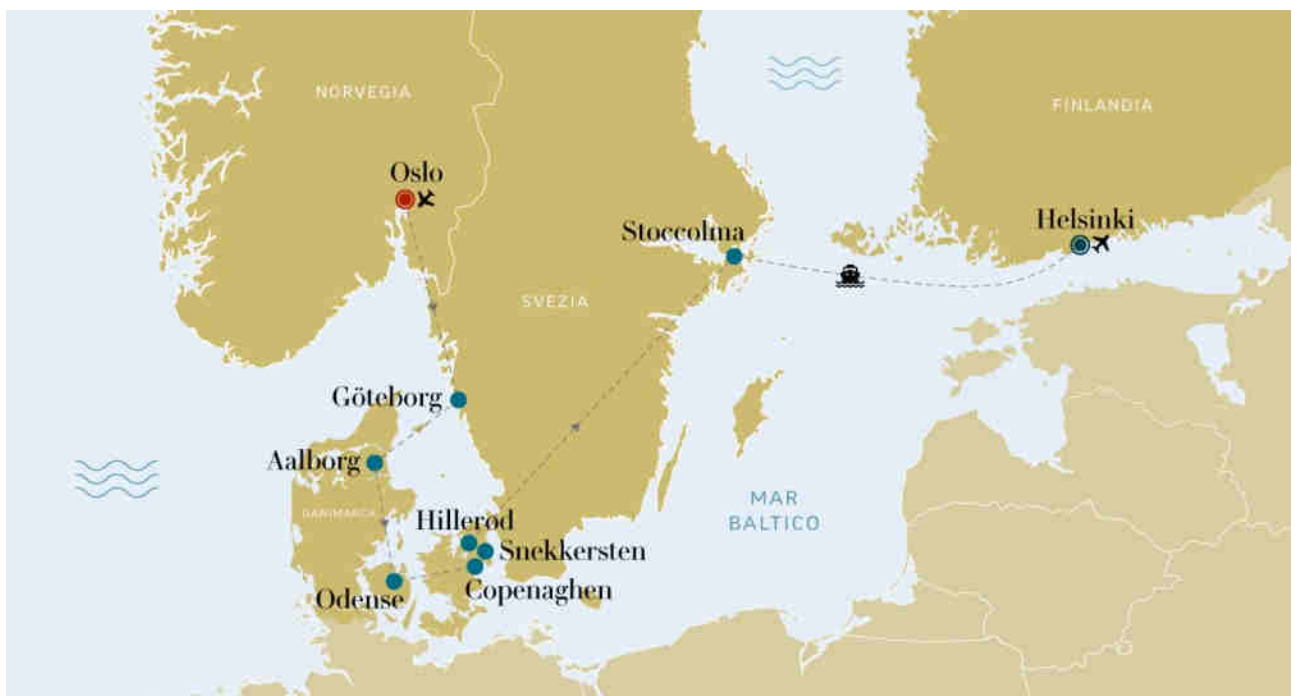 NORVEGIA
FINLANDIA
Oslo
Helsinki
Stoccolma
SVEZIA
Göteborg
Aalborg
MAR
BALTICO
DANIMARCA
Hillerød
Snekkersten
Copenaghen
Odense